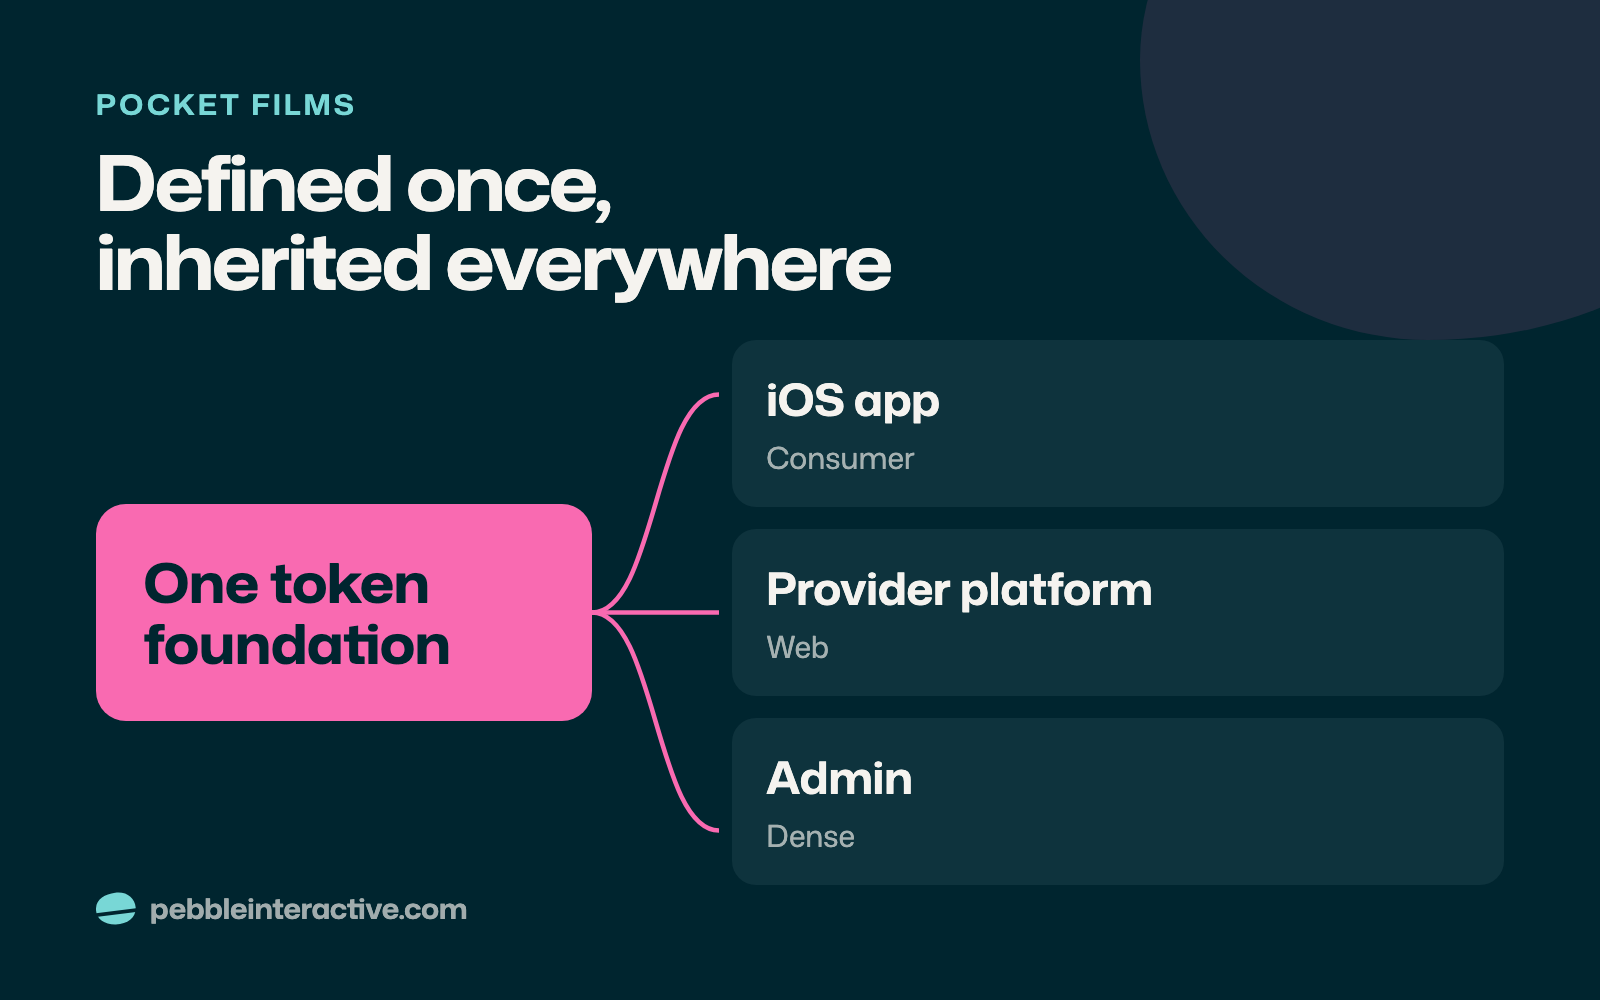 POCKET FILMS
Defined once,
inherited everywhere
One token
foundation
iOS app
Consumer
Provider platform
Web
Admin
Dense
pebbleinteractive.com